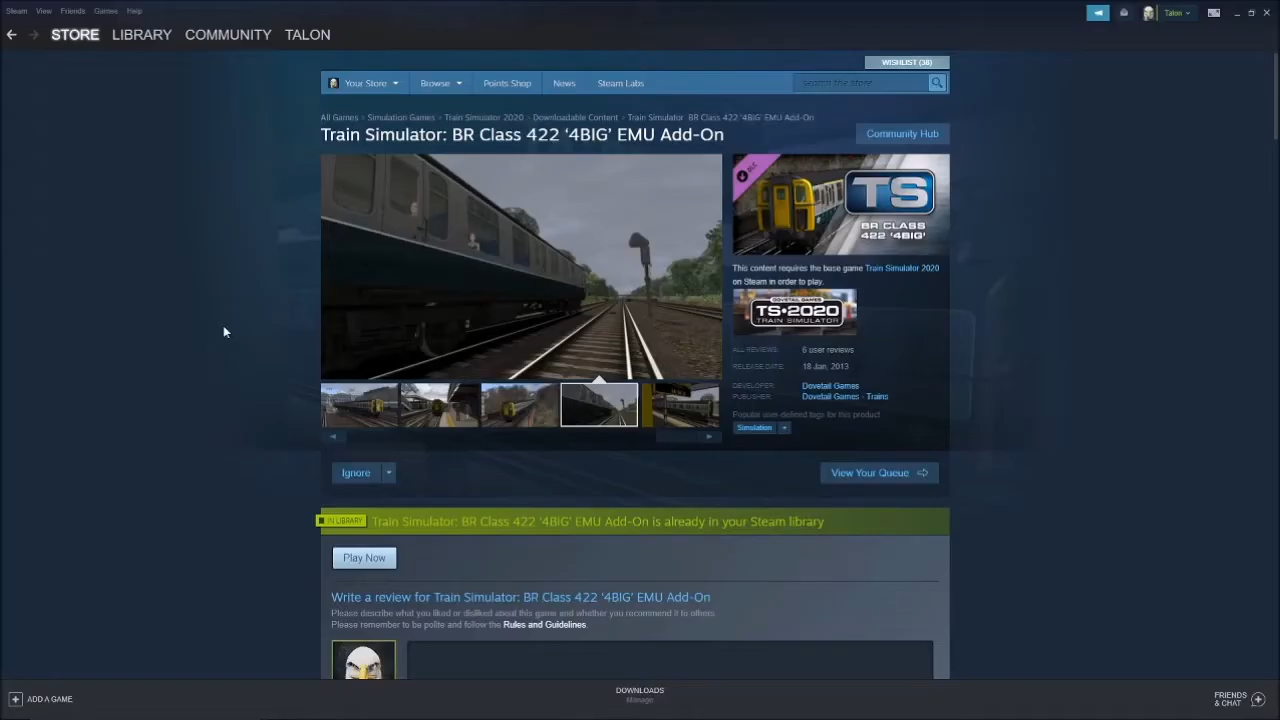 Steam View Friends Games Help
Talon
STORE LIBRARY COMMUNITY TALON
WISHLIST (38)
Your Store Browse Points Shop News Steam Labs search the store
All Games > Simulation Games > Train Simulator 2020 > Downloadable Content > Train Simulator: BR Class 422 '4BIG' EMU Add-On
Train Simulator: BR Class 422 ‘4BIG’ EMU Add-On
Community Hub
DLC
TS
BR CLASS
422 '4BIG'
This content requires the base game Train Simulator 2020
on Steam in order to play.
DOVETAIL GAMES
TS·2020
TRAIN SIMULATOR
ALL REVIEWS: 6 user reviews
RELEASE DATE: 18 Jan, 2013
DEVELOPER: Dovetail Games
PUBLISHER: Dovetail Games - Trains
Popular user-defined tags for this product:
Simulation +
Ignore
View Your Queue
IN LIBRARY Train Simulator: BR Class 422 ‘4BIG’ EMU Add-On is already in your Steam library
Play Now
Write a review for Train Simulator: BR Class 422 ‘4BIG’ EMU Add-On
Please describe what you liked or disliked about this game and whether you recommend it to others.
Please remember to be polite and follow the Rules and Guidelines.
ADD A GAME
DOWNLOADS
Manage
FRIENDS
& CHAT